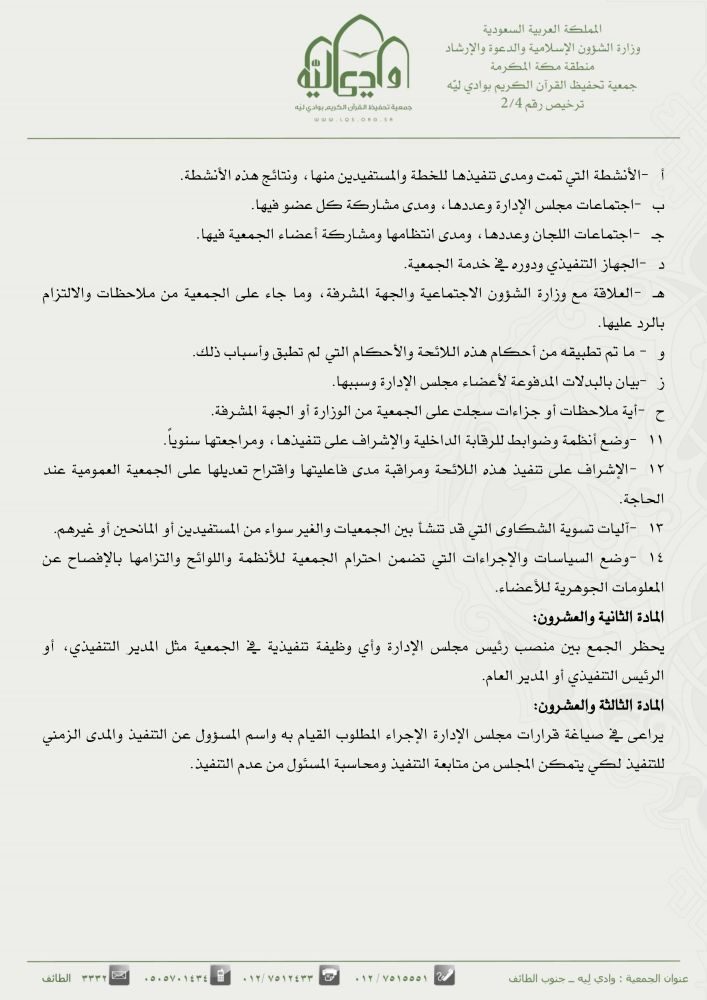 المملكة العربية السعودية
وزارة الشؤون الإسلامية والدعوة والإرشاد
منطقة مكة المكرمة
جمعية تحفيظ القرآن الكريم بوادي ليّه
ترخيص رقم 2/4
وادي ليّه
جمعية تحفيظ القرآن الكريم بوادي ليّه
WWW.LQS.ORG.SA
أ -الأنشطة التي تمت ومدى تنفيذها للخطة والمستفيدين منها، ونتائج هذه الأنشطة.
ب -اجتماعات مجلس الإدارة وعددها، ومدى مشاركة كل عضو فيها.
جـ -اجتماعات اللجان وعددها، ومدى انتظامها ومشاركة أعضاء الجمعية فيها.
د -الجهاز التنفيذي ودوره في خدمة الجمعية.
هـ -العلاقة مع وزارة الشؤون الاجتماعية والجهة المشرفة، وما جاء على الجمعية من ملاحظات والالتزام
بالرد عليها.
و - ما تم تطبيقه من أحكام هذه اللائحة والأحكام التي لم تطبق وأسباب ذلك.
ز -بيان بالبدلات المدفوعة لأعضاء مجلس الإدارة وسببها.
ح -أية ملاحظات أو جزاءات سجلت على الجمعية من الوزارة أو الجهة المشرفة.
١١ -وضع أنظمة وضوابط للرقابة الداخلية والإشراف على تنفيذها، ومراجعتها سنوياً.
١٢ -الإشراف على تنفيذ هذه اللائحة ومراقبة مدى فاعليتها واقتراح تعديلها على الجمعية العمومية عند
الحاجة.
١٣ -آليات تسوية الشكاوى التي قد تنشأ بين الجمعيات والغير سواء من المستفيدين أو المانحين أو غيرهم.
١٤ -وضع السياسات والإجراءات التي تضمن احترام الجمعية للأنظمة واللوائح والتزامها بالإفصاح عن
المعلومات الجوهرية للأعضاء.
المادة الثانية والعشرون:
يحظر الجمع بين منصب رئيس مجلس الإدارة وأي وظيفة تنفيذية في الجمعية مثل المدير التنفيذي، أو
الرئيس التنفيذي أو المدير العام.
المادة الثالثة والعشرون:
يراعى في صياغة قرارات مجلس الإدارة الإجراء المطلوب القيام به واسم المسؤول عن التنفيذ والمدى الزمني
للتنفيذ لكي يتمكن المجلس من متابعة التنفيذ ومحاسبة المسئول من عدم التنفيذ.
عنوان الجمعية : وادي ليه ــ جنوب الطائف ٠١٢ / ٧٥١٥٥٥١ ٠١٢/ ٧٥١٢٤٣٣ ٠٥٠٥٧٠١٤٣٤ ٣٣٣٢ الطائف